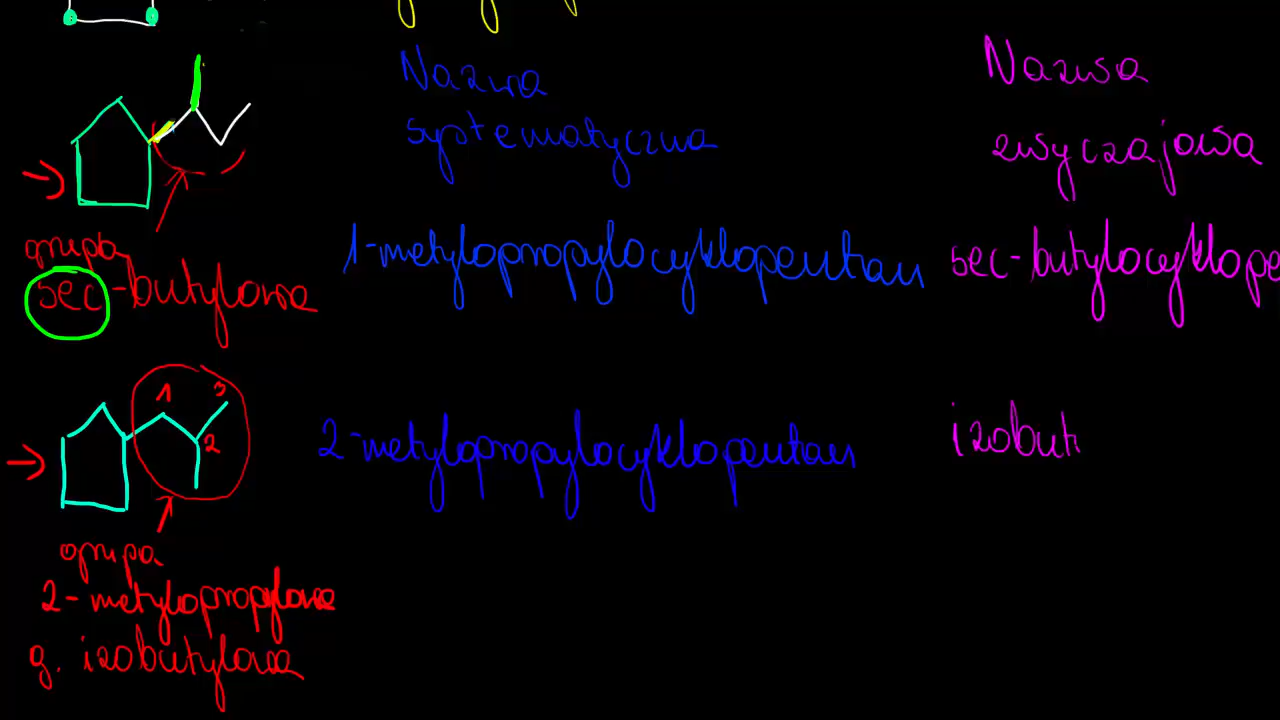 Nazwa
systematyczna
Nazwa
zwyczajowa
grupa
sec-butylowa
1-metylopropylocyklopentan
sec-butylocyklope
1
3
2
2-metylopropylocyklopentan
izobut
grupa
2-metylopropylowa
g. izobutylowa